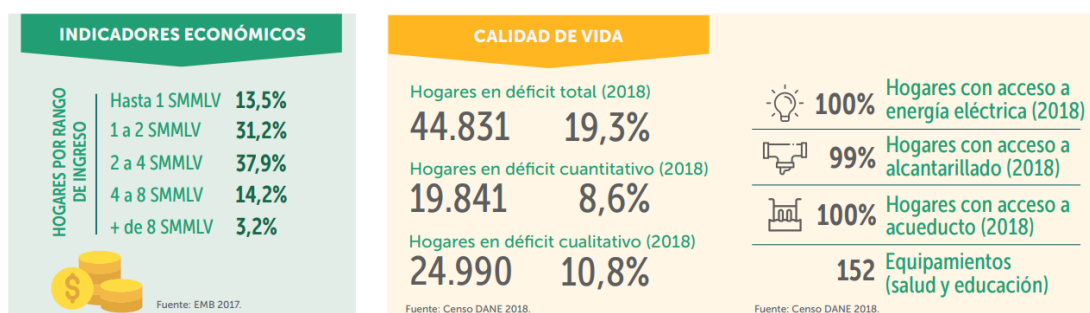 INDICADORES ECONÓMICOS
HOGARES POR RANGO
DE INGRESO
Hasta 1 SMMLV 13,5%
1 a 2 SMMLV 31,2%
2 a 4 SMMLV 37,9%
4 a 8 SMMLV 14,2%
+ de 8 SMMLV 3,2%
$
Fuente: EMB 2017.
CALIDAD DE VIDA
Hogares en déficit total (2018)
44.831 19,3%
Hogares en déficit cuantitativo (2018)
19.841 8,6%
Hogares en déficit cualitativo (2018)
24.990 10,8%
Fuente: Censo DANE 2018.
100% Hogares con acceso a
energía eléctrica (2018)
99% Hogares con acceso a
alcantarillado (2018)
100% Hogares con acceso a
acueducto (2018)
152 Equipamientos
(salud y educación)
Fuente: Censo DANE 2018.